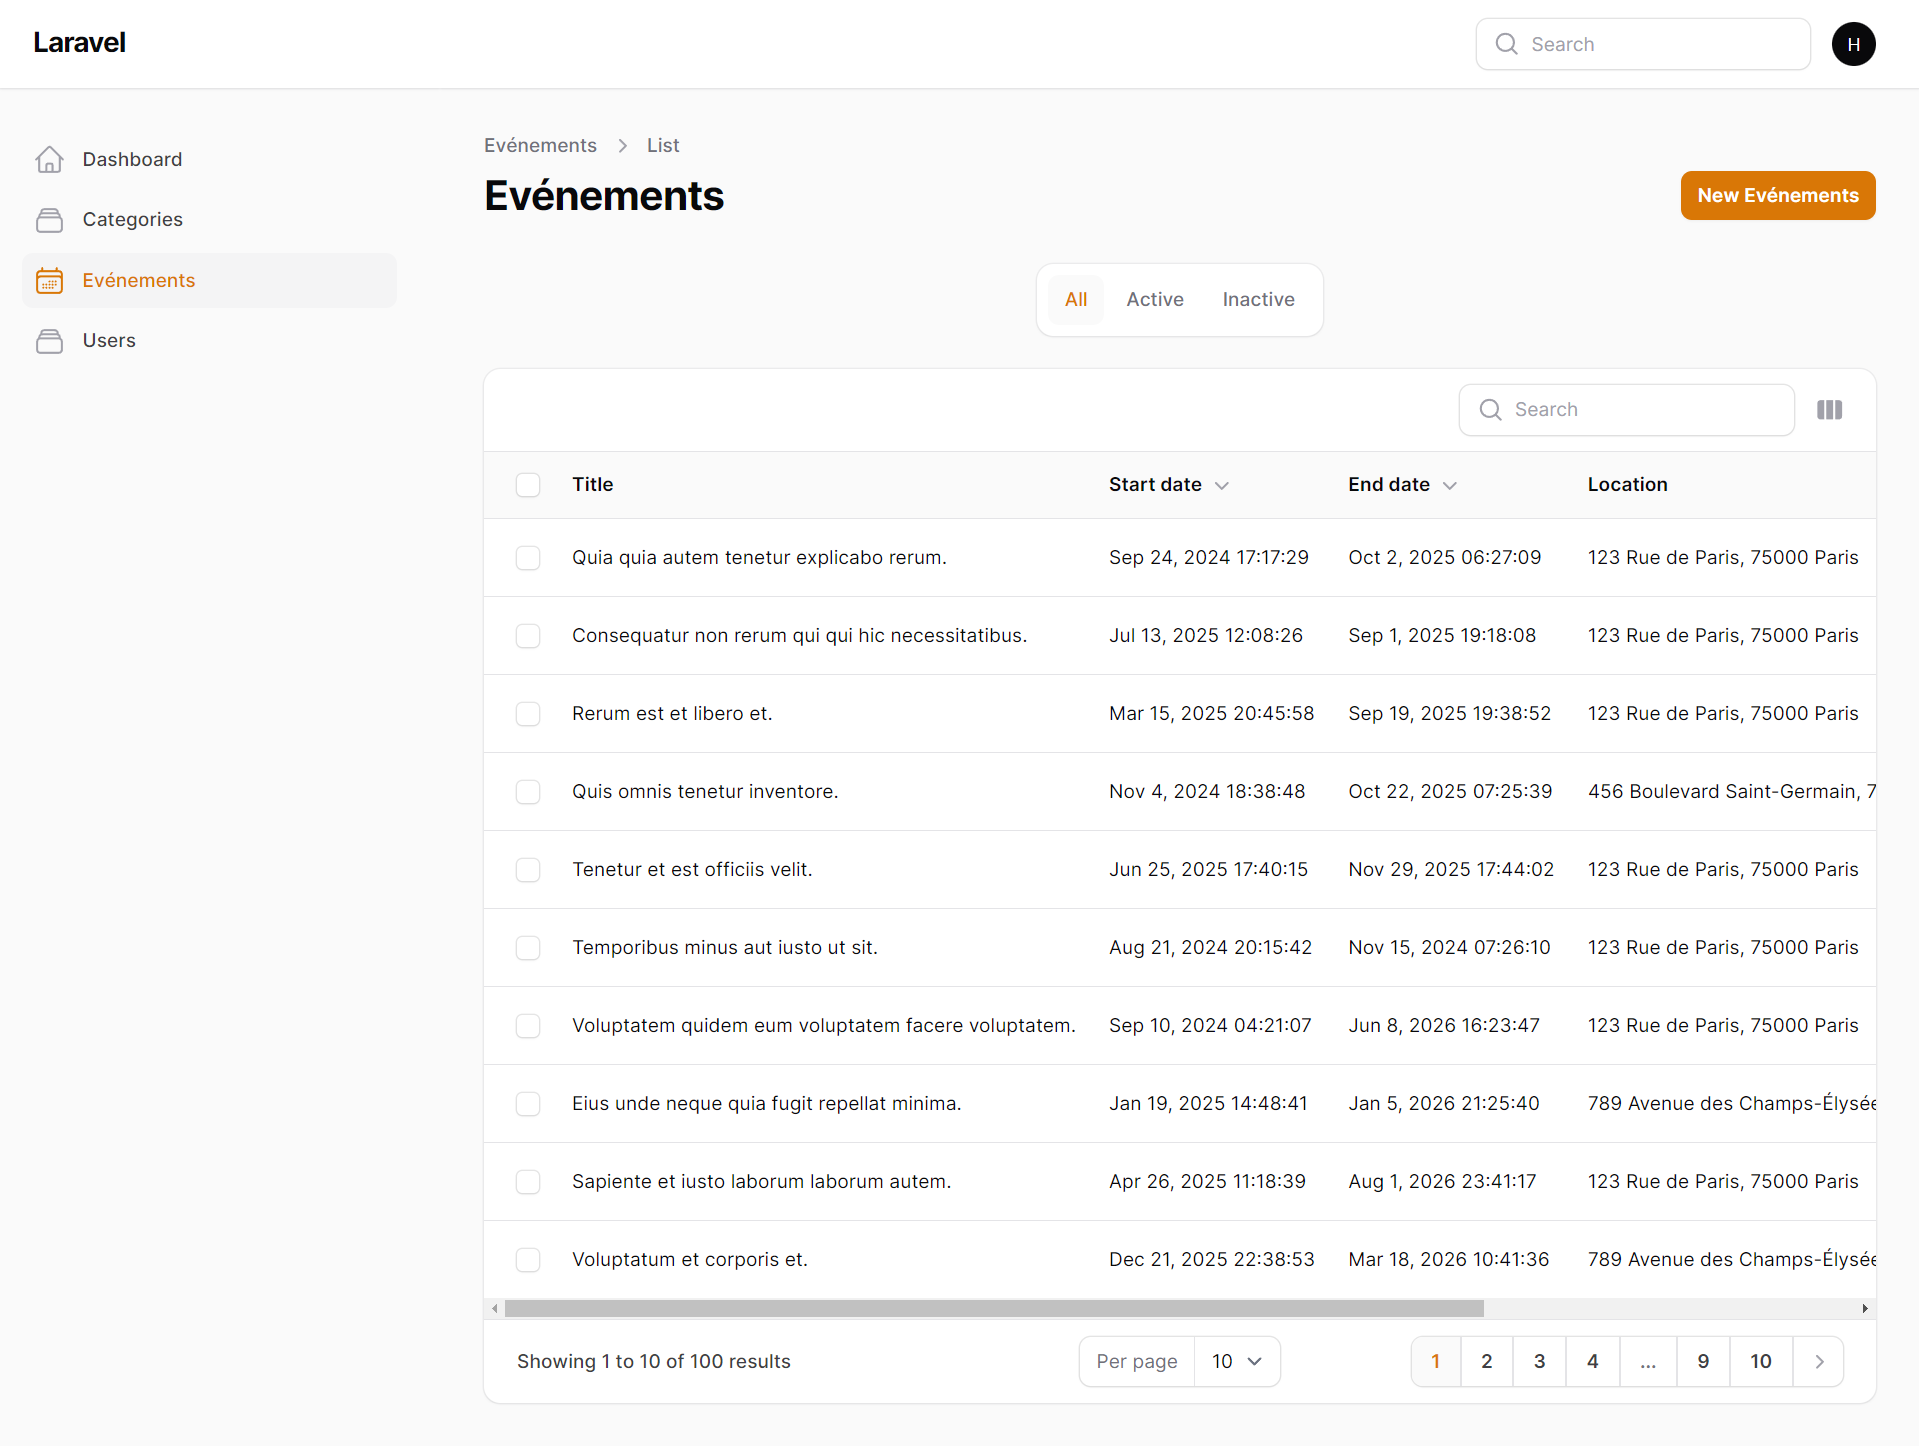 Laravel
Search
H
Dashboard
Categories
Evénements
Users
Evénements > List
Evénements
New Evénements
All Active Inactive
Search
Title Start date End date Location
Quia quia autem tenetur explicabo rerum. Sep 24, 2024 17:17:29 Oct 2, 2025 06:27:09 123 Rue de Paris, 75000 Paris
Consequatur non rerum qui qui hic necessitatibus. Jul 13, 2025 12:08:26 Sep 1, 2025 19:18:08 123 Rue de Paris, 75000 Paris
Rerum est et libero et. Mar 15, 2025 20:45:58 Sep 19, 2025 19:38:52 123 Rue de Paris, 75000 Paris
Quis omnis tenetur inventore. Nov 4, 2024 18:38:48 Oct 22, 2025 07:25:39 456 Boulevard Saint-Germain, 7
Tenetur et est officiis velit. Jun 25, 2025 17:40:15 Nov 29, 2025 17:44:02 123 Rue de Paris, 75000 Paris
Temporibus minus aut iusto ut sit. Aug 21, 2024 20:15:42 Nov 15, 2024 07:26:10 123 Rue de Paris, 75000 Paris
Voluptatem quidem eum voluptatem facere voluptatem. Sep 10, 2024 04:21:07 Jun 8, 2026 16:23:47 123 Rue de Paris, 75000 Paris
Eius unde neque quia fugit repellat minima. Jan 19, 2025 14:48:41 Jan 5, 2026 21:25:40 789 Avenue des Champs-Élysée
Sapiente et iusto laborum laborum autem. Apr 26, 2025 11:18:39 Aug 1, 2026 23:41:17 123 Rue de Paris, 75000 Paris
Voluptatum et corporis et. Dec 21, 2025 22:38:53 Mar 18, 2026 10:41:36 789 Avenue des Champs-Élysée
Showing 1 to 10 of 100 results Per page 10 1 2 3 4 ... 9 10